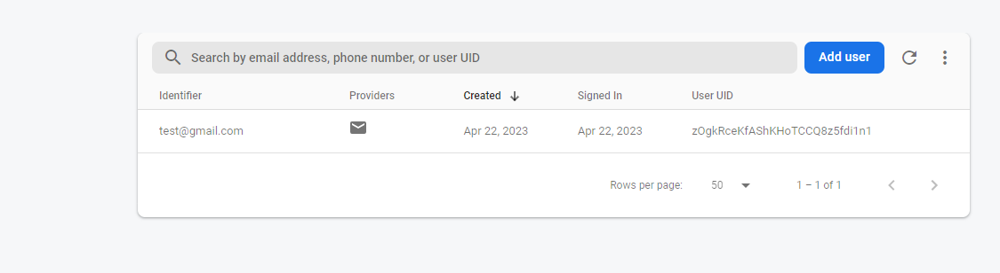 Search by email address, phone number, or user UID Add user
Identifier Providers Created Signed In User UID
test@gmail.com Apr 22, 2023 Apr 22, 2023 zOgkRceKfAShKHoTCCQ8z5fdi1n1
Rows per page: 50 1 – 1 of 1